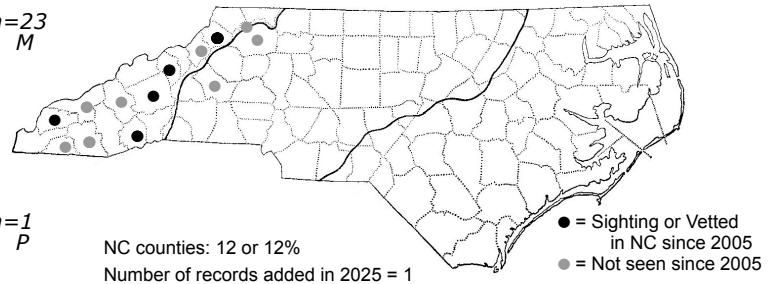 n=23
M
n=1
P
NC counties: 12 or 12%
Number of records added in 2025 = 1
= Sighting or Vetted
in NC since 2005
= Not seen since 2005